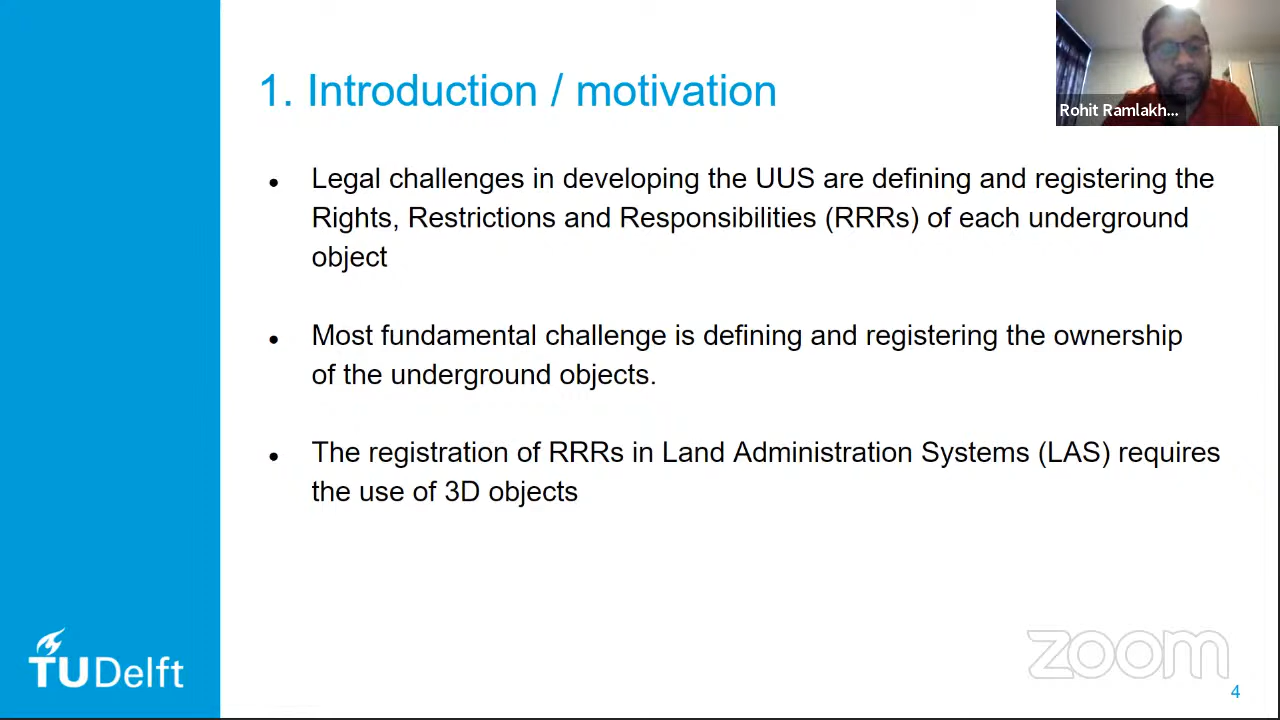 1. Introduction / motivation
Rohit Ramlakh...
• Legal challenges in developing the UUS are defining and registering the
Rights, Restrictions and Responsibilities (RRRs) of each underground
object
• Most fundamental challenge is defining and registering the ownership
of the underground objects.
• The registration of RRRs in Land Administration Systems (LAS) requires
the use of 3D objects
TUDelft
zoom
4